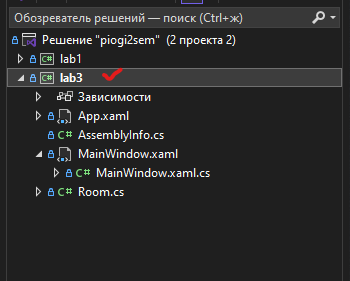 Обозреватель решений — поиск (Ctrl+ж)
Решение "piogi2sem" (2 проекта 2)
C# lab1
C# lab3
Зависимости
App.xaml
C# AssemblyInfo.cs
MainWindow.xaml
C# MainWindow.xaml.cs
C# Room.cs